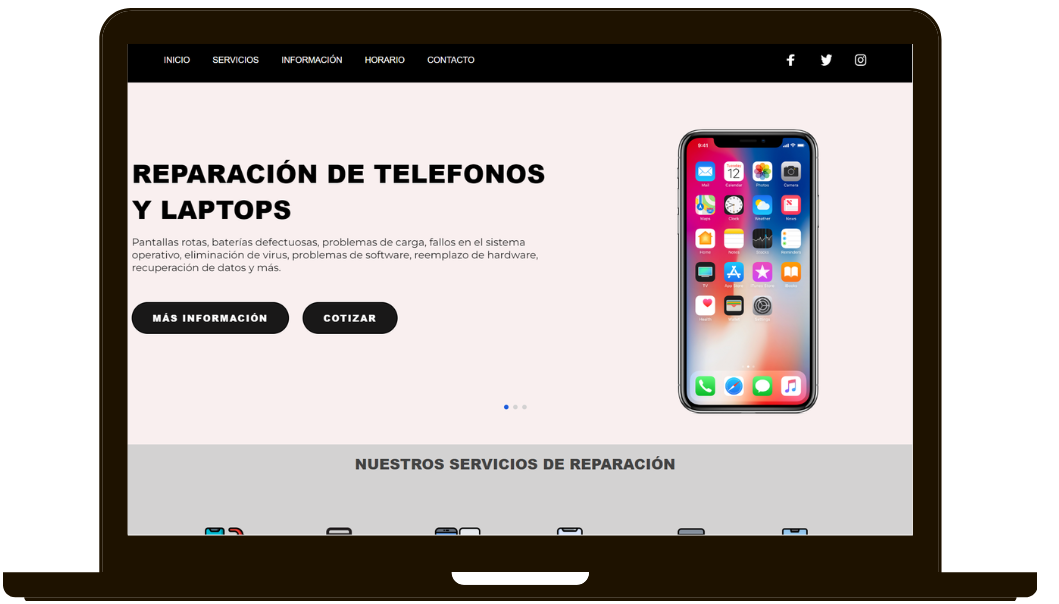 INICIO SERVICIOS INFORMACIÓN HORARIO CONTACTO
REPARACIÓN DE TELEFONOS
Y LAPTOPS
Pantallas rotas, baterías defectuosas, problemas de carga, fallos en el sistema
operativo, eliminación de virus, problemas de software, reemplazo de hardware,
recuperación de datos y más.
MÁS INFORMACIÓN COTIZAR
9:41
Tuesday
12
Mail Calendar Photos Camera
Maps Clock Weather News
Home Notes Stocks Reminders
TV App Store iTunes Store iBooks
Health Wallet Settings
NUESTROS SERVICIOS DE REPARACIÓN